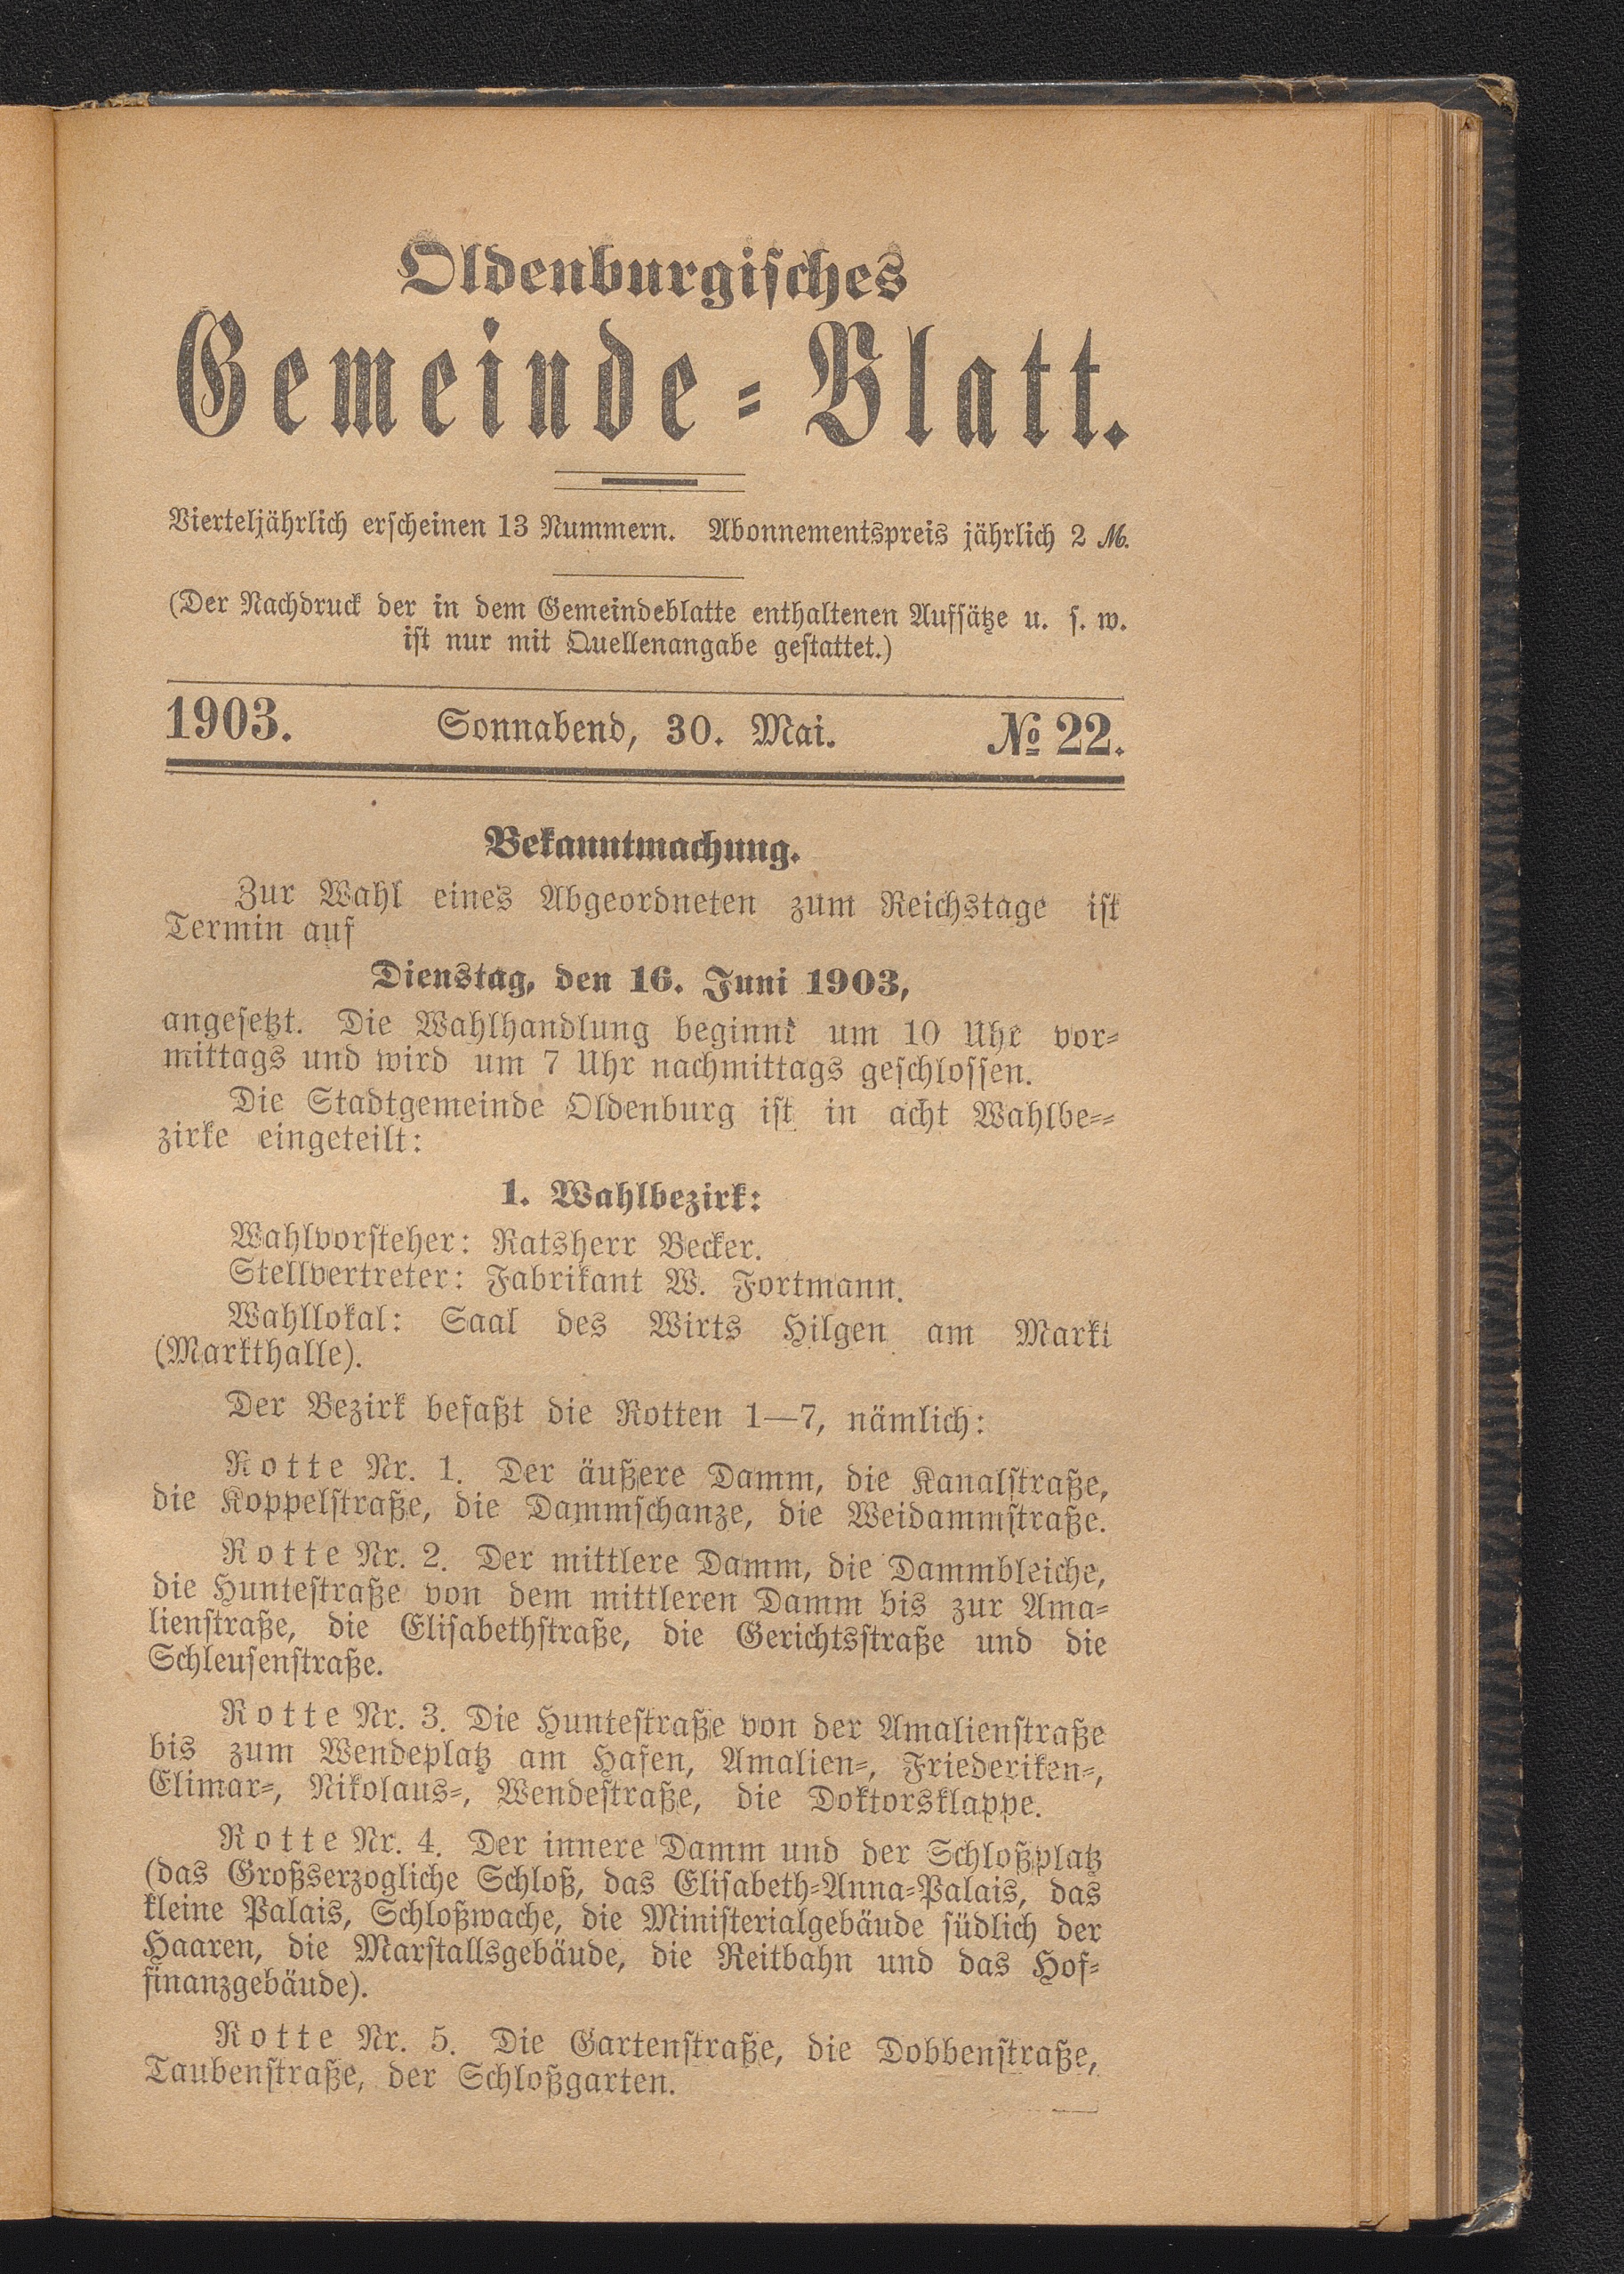 Oldenburgisches
Gemeinde-Blatt.
Vierteljährlich erscheinen 13 Nummern. Abonnementspreis jährlich 2 ℳ.
(Der Nachdruck der in dem Gemeindeblatte enthaltenen Aufsätze u. s. w.
ist nur mit Quellenangabe gestattet.)
1903. Sonnabend, 30. Mai. № 22.
Bekanntmachung.
Zur Wahl eines Abgeordneten zum Reichstage ist
Termin auf
Dienstag, den 16. Juni 1903,
angesetzt. Die Wahlhandlung beginnt um 10 Uhr vor-
mittags und wird um 7 Uhr nachmittags geschlossen.
Die Stadtgemeinde Oldenburg ist in acht Wahlbe-
zirke eingeteilt:
1. Wahlbezirk:
Wahlvorsteher: Ratsherr Becker.
Stellvertreter: Fabrikant W. Fortmann.
Wahllokal: Saal des Wirts Hilgen am Markt
(Markthalle).
Der Bezirk befaßt die Rotten 1—7, nämlich:
Rotte Nr. 1. Der äußere Damm, die Kanalstraße,
die Koppelstraße, die Dammschanze, die Weidammstraße.
Rotte Nr. 2. Der mittlere Damm, die Dammbleiche,
die Huntestraße von dem mittleren Damm bis zur Ama-
lienstraße, die Elisabethstraße, die Gerichtsstraße und die
Schleusenstraße.
Rotte Nr. 3. Die Huntestraße von der Amalienstraße
bis zum Wendeplatz am Hafen, Amalien-, Friederiken-,
Elimar-, Nikolaus-, Wendestraße, die Doktorsklappe.
Rotte Nr. 4. Der innere Damm und der Schloßplatz
(das Großserzogliche Schloß, das Elisabeth-Anna-Palais, das
kleine Palais, Schloßwache, die Ministerialgebäude südlich der
Haaren, die Marstallsgebäude, die Reitbahn und das Hof-
finanzgebäude).
Rotte Nr. 5. Die Gartenstraße, die Dobbenstraße,
Taubenstraße, der Schloßgarten.